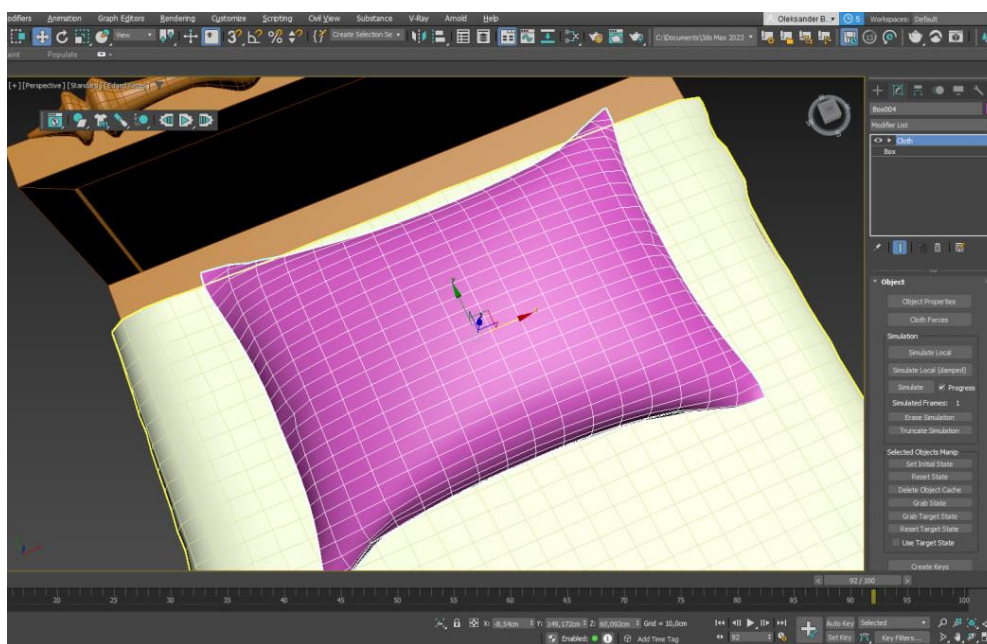 odifiers Animation Graph Editors Rendering Customize Scripting Civil View Substance V-Ray Arnold Help Oleksander B... 5 Workspaces: Default
View 3 Create Selection Se C:\Documents\3ds Max 2023
ent Populate
[+] [Perspective] [Standard] [Edged Faces]
Box004
Modifier List
Cloth
Box
Object
Object Properties
Cloth Forces
Simulation
Simulate Local
Simulate Local (damped)
Simulate Progress
Simulated Frames: 1
Erase Simulation
Truncate Simulation
Selected Objects Manip
Set Initial State
Reset State
Delete Object Cache
Grab State
Grab Target State
Reset Target State
Use Target State
Create Keys
92 / 100
20 25 30 35 40 45 50 55 60 65 70 75 80 85 90 95 100
X: -8,54cm Y: 149,172cm Z: 60,092cm Grid = 10,0cm Auto Key Selected
Enabled: Add Time Tag 92 Set Key Key Filters...